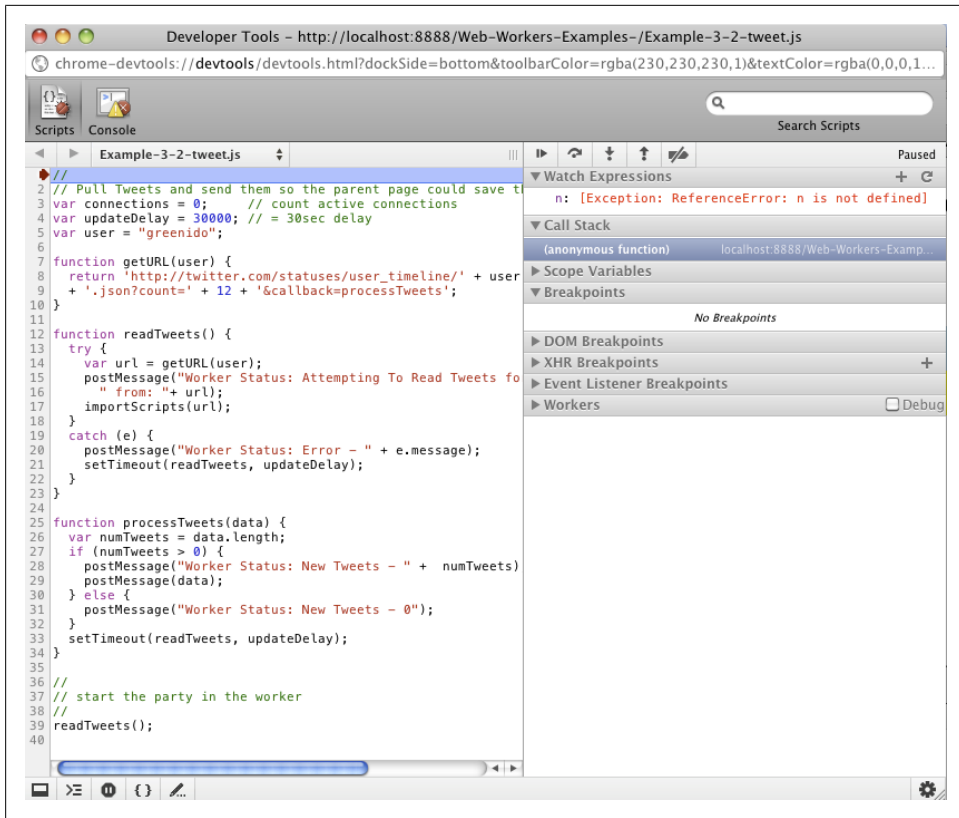 Developer Tools – http://localhost:8888/Web-Workers-Examples-/Example-3-2-tweet.js
chrome-devtools://devtools/devtools.html?dockSide=bottom&toolbarColor=rgba(230,230,230,1)&textColor=rgba(0,0,0,1...
Scripts
Console
Search Scripts
Example-3-2-tweet.js
//
2 // Pull Tweets and send them so the parent page could save t
3 var connections = 0;     // count active connections
4 var updateDelay = 30000; // = 30sec delay
5 var user = "greenido";
6
7 function getURL(user) {
8   return 'http://twitter.com/statuses/user_timeline/' + user
9   + '.json?count=' + 12 + '&callback=processTweets';
10 }
11
12 function readTweets() {
13   try {
14     var url = getURL(user);
15     postMessage("Worker Status: Attempting To Read Tweets fo
16       " from: "+ url);
17     importScripts(url);
18   }
19   catch (e) {
20     postMessage("Worker Status: Error - " + e.message);
21     setTimeout(readTweets, updateDelay);
22   }
23 }
24
25 function processTweets(data) {
26   var numTweets = data.length;
27   if (numTweets > 0) {
28     postMessage("Worker Status: New Tweets - " +  numTweets)
29     postMessage(data);
30   } else {
31     postMessage("Worker Status: New Tweets - 0");
32   }
33   setTimeout(readTweets, updateDelay);
34 }
35
36 //
37 // start the party in the worker
38 //
39 readTweets();
40
Paused
Watch Expressions
n: [Exception: ReferenceError: n is not defined]
Call Stack
(anonymous function) localhost:8888/Web-Workers-Examp...
Scope Variables
Breakpoints
No Breakpoints
DOM Breakpoints
XHR Breakpoints
Event Listener Breakpoints
Workers
Debug